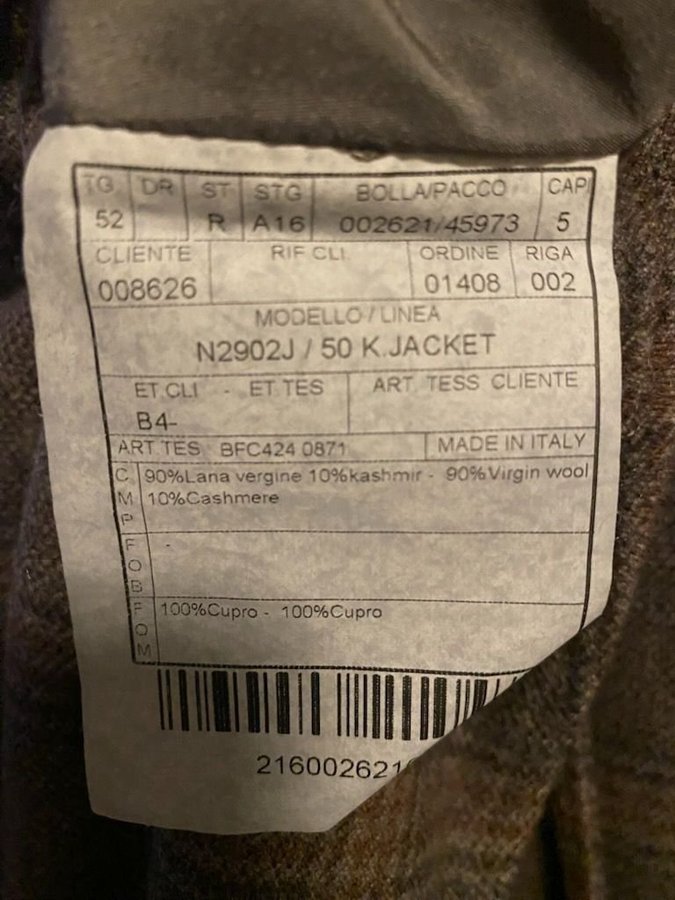 TG DR ST STG BOLLA/PACCO CAP
52 R A16 002621/45973 5
CLIENTE RIF CLI. ORDINE RIGA
008626 01408 002
MODELLO / LINEA
N2902J / 50 K.JACKET
ET.CLI - ET.TES ART. TESS CLIENTE
B4-
ART.TES BFC424 0871 MADE IN ITALY
C 90%Lana vergine 10%kashmir - 90%Virgin wool
M 10%Cashmere
P
F -
O
B
F 100%Cupro - 100%Cupro
O
M
216002621